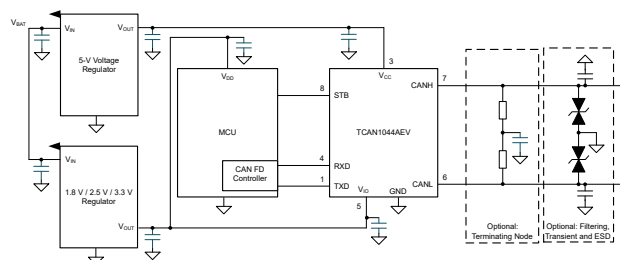 VBAT
VIN
VOUT
5-V Voltage
Regulator
VDD
MCU
CAN FD
Controller
8
STB
4
RXD
1
TXD
3
VCC
TCAN1044AEV
CANH
7
CANL
6
VIO
5
GND
VIN
1.8 V / 2.5 V / 3.3 V
Regulator
VOUT
Optional:
Terminating Node
Optional: Filtering,
Transient and ESD